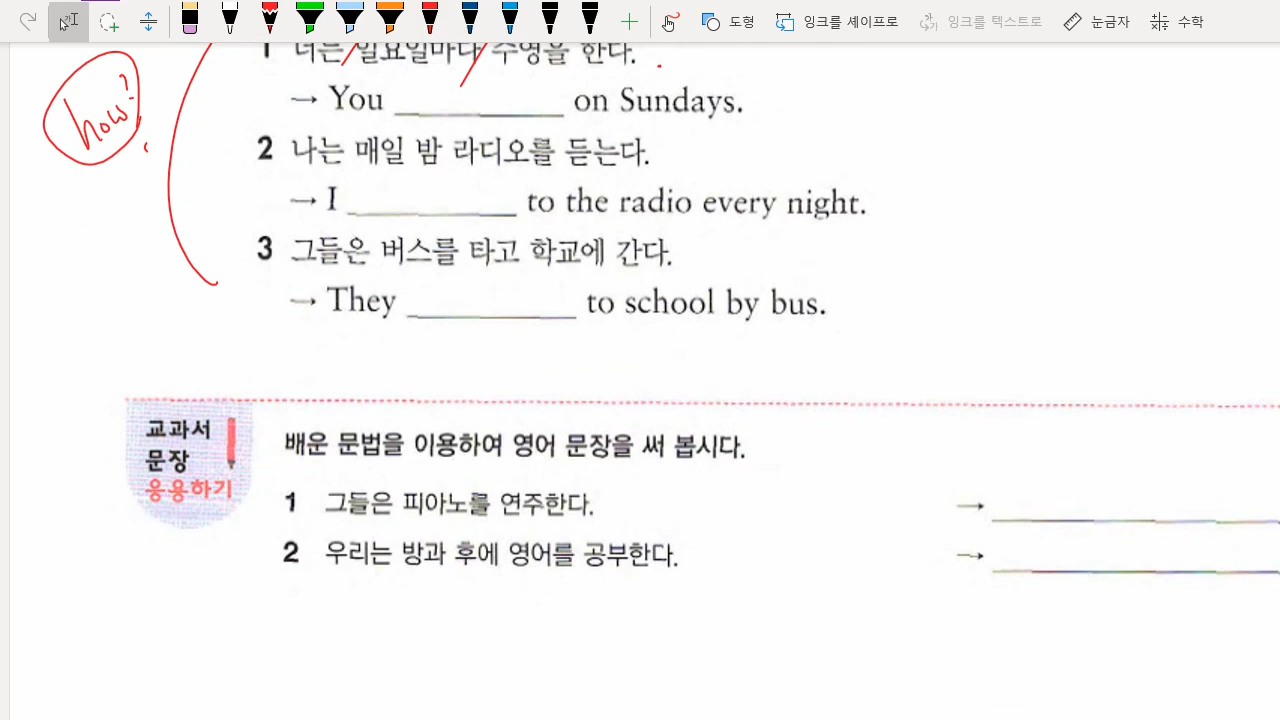 도형 잉크를 셰이프로 잉크를 텍스트로 눈금자 수학
how?
1 너는 일요일마다 수영을 한다.
→ You __________ on Sundays.
2 나는 매일 밤 라디오를 듣는다.
→ I __________ to the radio every night.
3 그들은 버스를 타고 학교에 간다.
→ They __________ to school by bus.
교과서
문장
응용하기
배운 문법을 이용하여 영어 문장을 써 봅시다.
1 그들은 피아노를 연주한다. → __________
2 우리는 방과 후에 영어를 공부한다. → __________